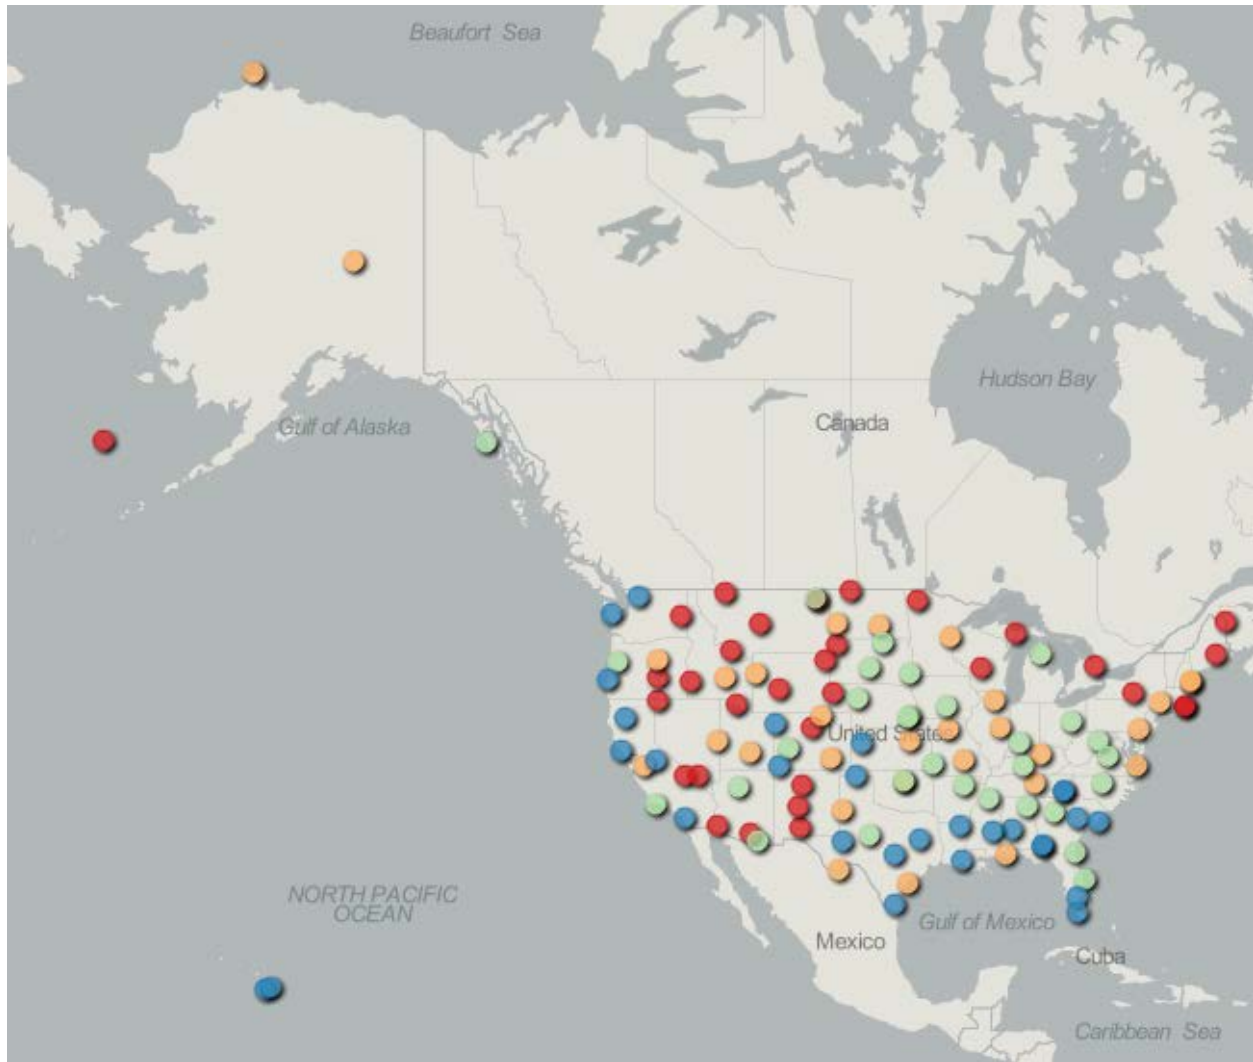 Beaufort Sea
Hudson Bay
Gulf of Alaska
Canada
United States
NORTH PACIFIC
OCEAN
Gulf of Mexico
Mexico
Cuba
Caribbean Sea